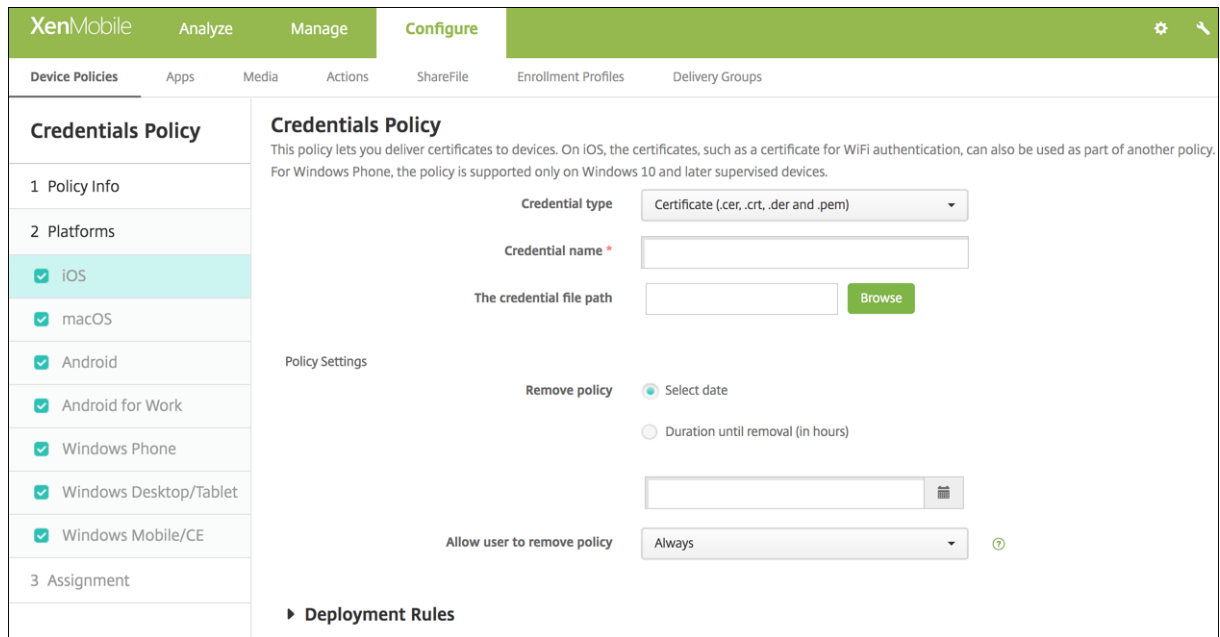 XenMobile Analyze Manage Configure
Device Policies Apps Media Actions ShareFile Enrollment Profiles Delivery Groups
Credentials Policy
1 Policy Info
2 Platforms
iOS
macOS
Android
Android for Work
Windows Phone
Windows Desktop/Tablet
Windows Mobile/CE
3 Assignment
Credentials Policy
This policy lets you deliver certificates to devices. On iOS, the certificates, such as a certificate for WiFi authentication, can also be used as part of another policy.
For Windows Phone, the policy is supported only on Windows 10 and later supervised devices.
Credential type Certificate (.cer, .crt, .der and .pem)
Credential name *
The credential file path Browse
Policy Settings
Remove policy Select date
Duration until removal (in hours)
Allow user to remove policy Always ?
Deployment Rules